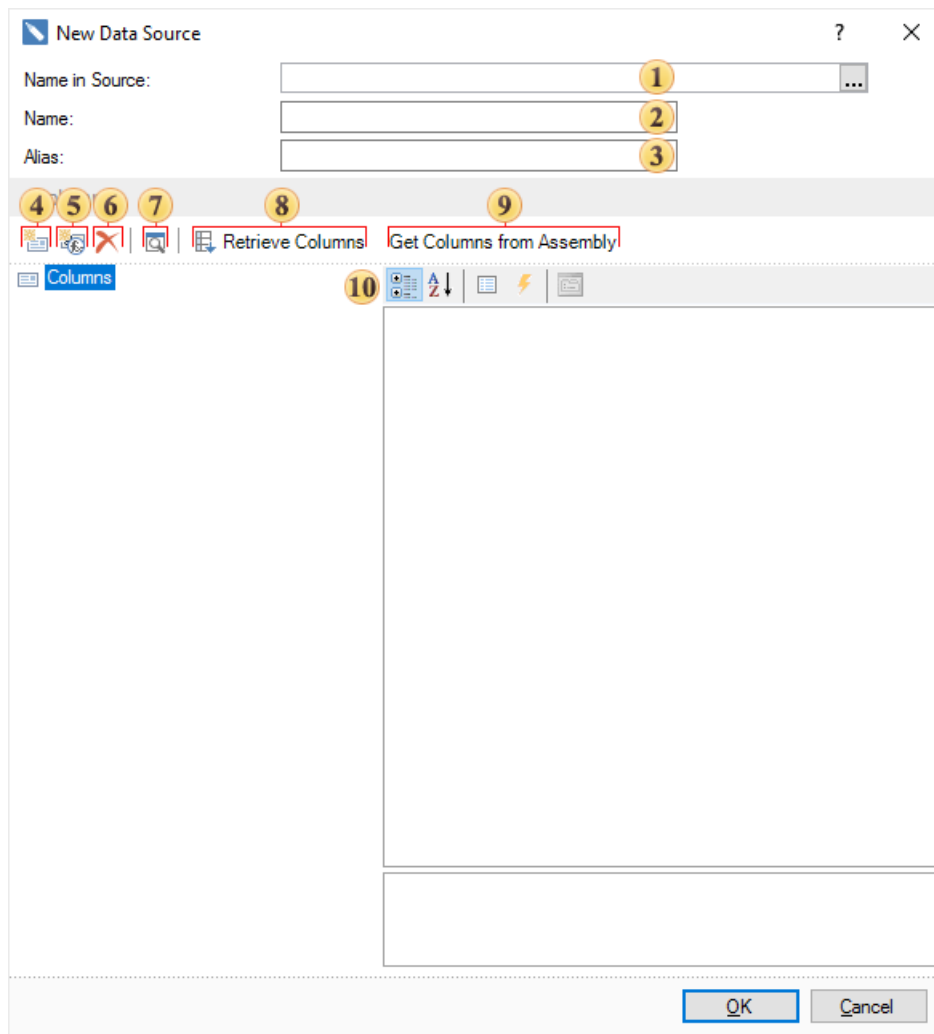 New Data Source ?
Name in Source: 1 ...
Name: 2
Alias: 3
4 5 6 7 8 9
Retrieve Columns Get Columns from Assembly
Columns 10 A Z
OK Cancel